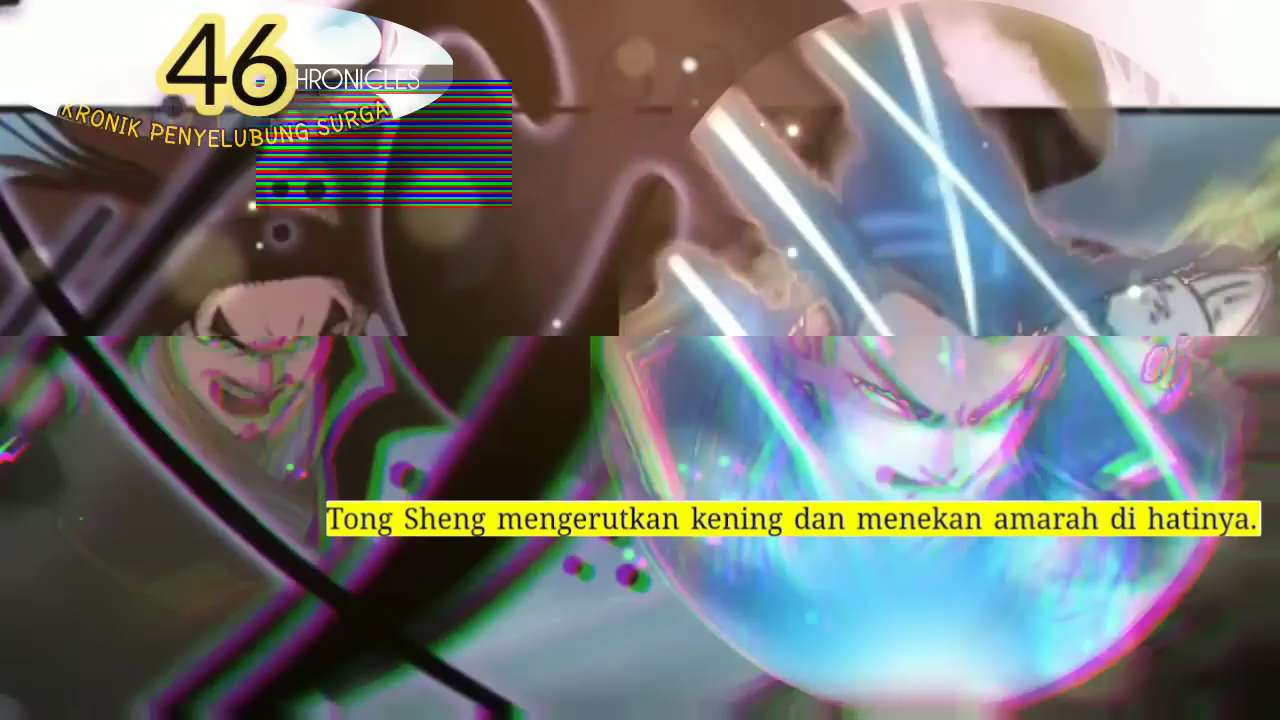 46
HRONICLES
KRONIK PENYELUBUNG SURGA
Tong Sheng mengerutkan kening dan menekan amarah di hatinya.